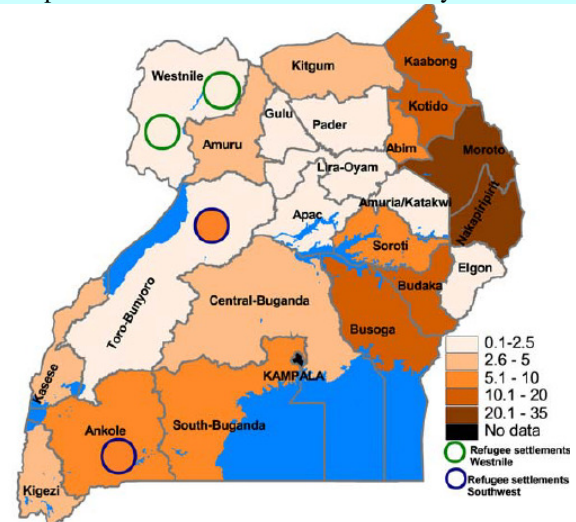 Kaabong
Kitgum
Westnile
Kotido
Gulu
Pader
Amuru
Abim
Moroto
Lira-Oyam
Nakapiripirit
Amuria/Katakwi
Apac
Soroti
Elgon
Budaka
Central-Buganda
Toro-Bunyoro
Busoga
Kasese
KAMPALA
South-Buganda
Ankole
Kigezi
0.1-2.5
2.6 - 5
5.1 - 10
10.1 - 20
20.1 - 35
No data
Refugee settlements
Westnile
Refugee settlements
Southwest